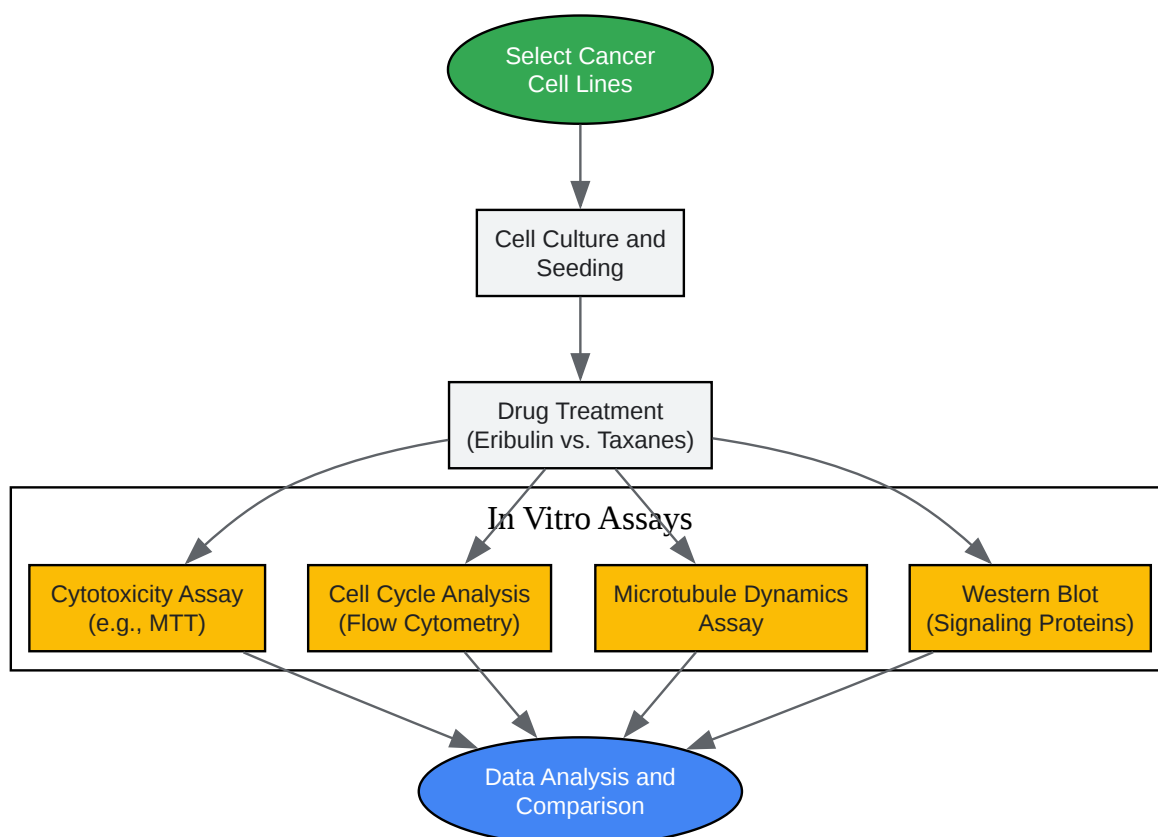 Select Cancer
Cell Lines
Cell Culture and
Seeding
Drug Treatment
(Eribulin vs. Taxanes)
In Vitro Assays
Cytotoxicity Assay
(e.g., MTT)
Cell Cycle Analysis
(Flow Cytometry)
Microtubule Dynamics
Assay
Western Blot
(Signaling Proteins)
Data Analysis and
Comparison